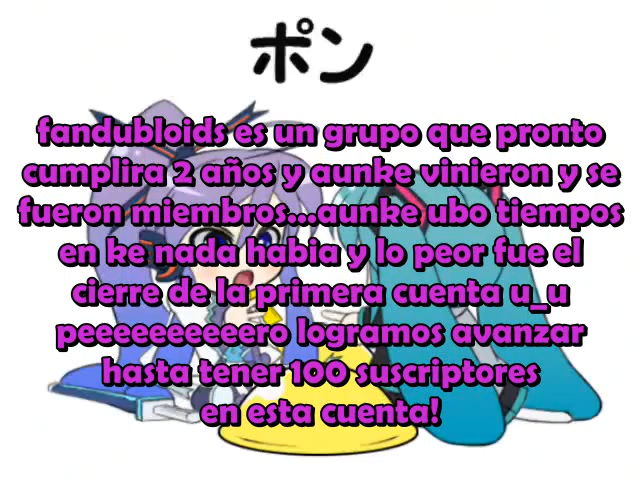 ポン
fandubloids es un grupo que pronto
cumplira 2 años y aunke vinieron y se
fueron miembros...aunke ubo tiempos
en ke nada habia y lo peor fue el
cierre de la primera cuenta u_u
peeeeeeeeeero logramos avanzar
hasta tener 100 suscriptores
en esta cuenta!